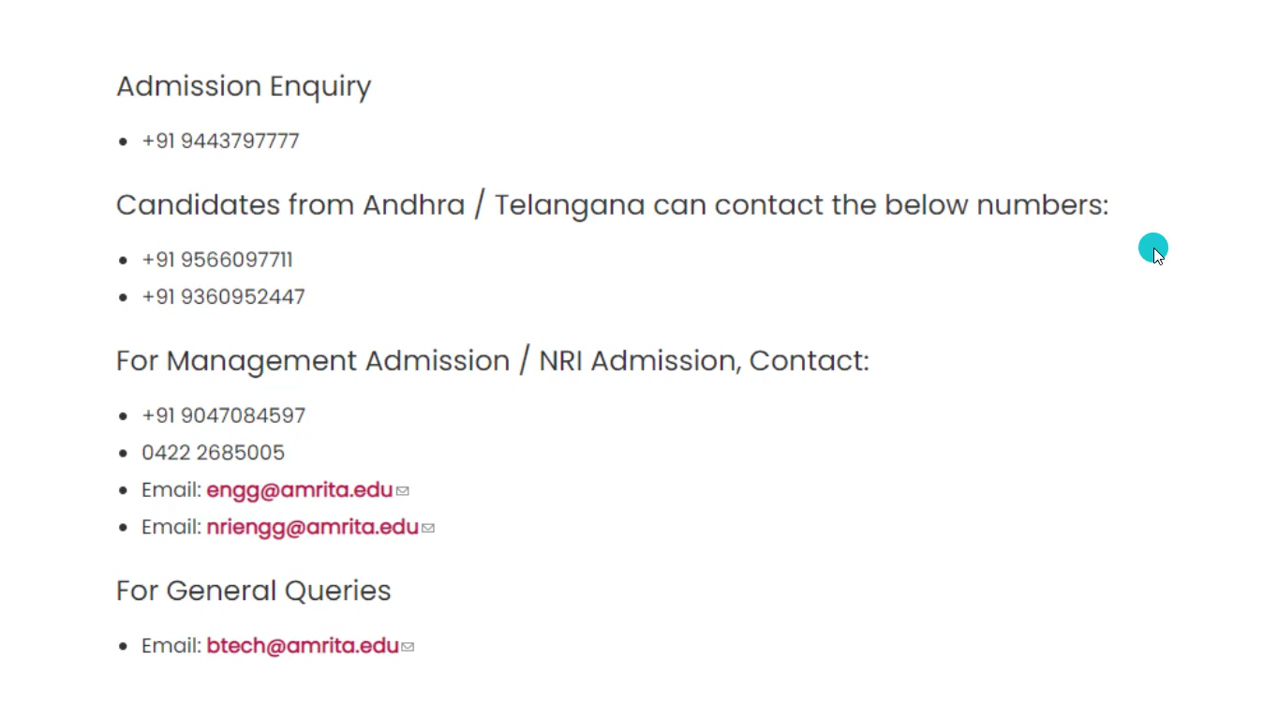 Admission Enquiry
• +91 9443797777
Candidates from Andhra / Telangana can contact the below numbers:
• +91 9566097711
• +91 9360952447
For Management Admission / NRI Admission, Contact:
• +91 9047084597
• 0422 2685005
• Email: engg@amrita.edu
• Email: nriengg@amrita.edu
For General Queries
• Email: btech@amrita.edu